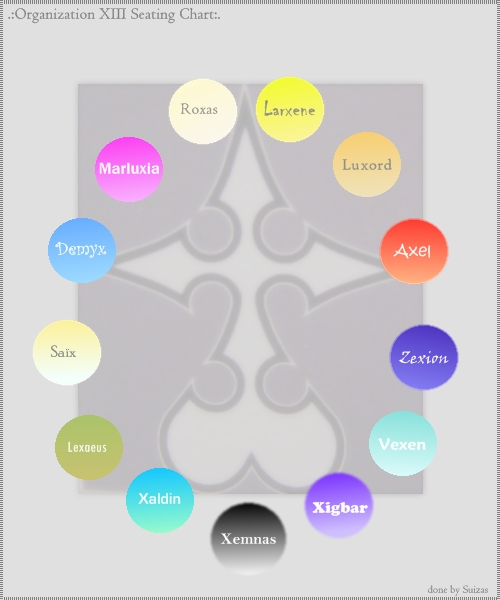 .:Organization XIII Seating Chart:.
Roxas
Larxene
Marluxia
Luxord
Demyx
Axel
Saïx
Zexion
Lexaeus
Vexen
Xaldin
Xigbar
Xemnas
done by Suizas